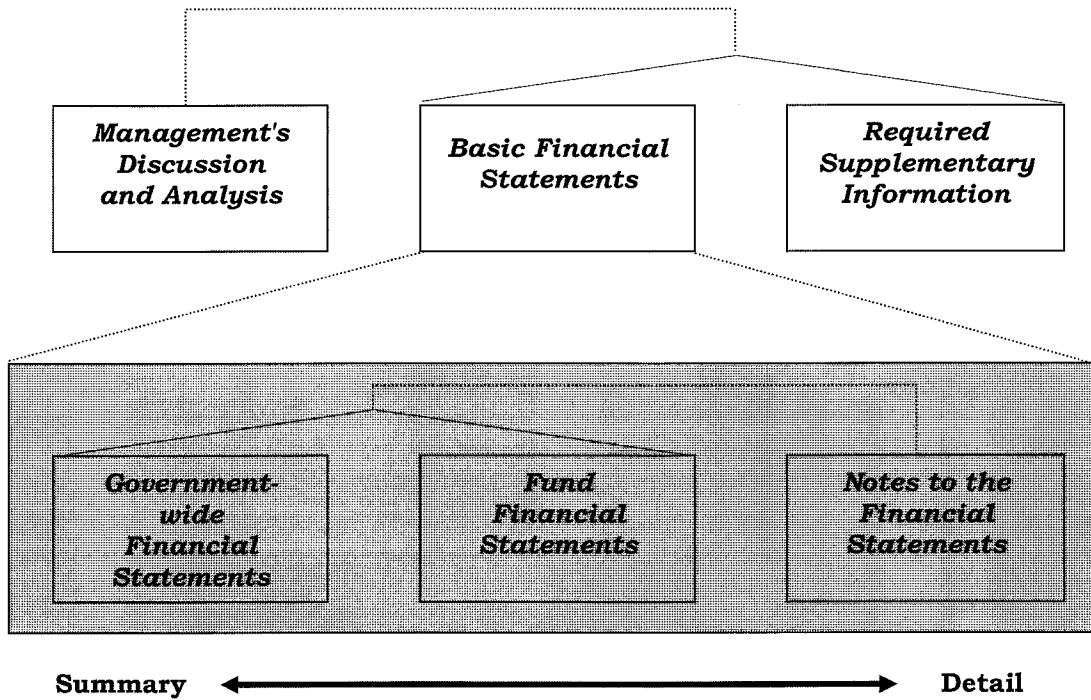 Management's
Discussion
and Analysis
Basic Financial
Statements
Required
Supplementary
Information
Government-
wide
Financial
Statements
Fund
Financial
Statements
Notes to the
Financial
Statements
Summary
Detail